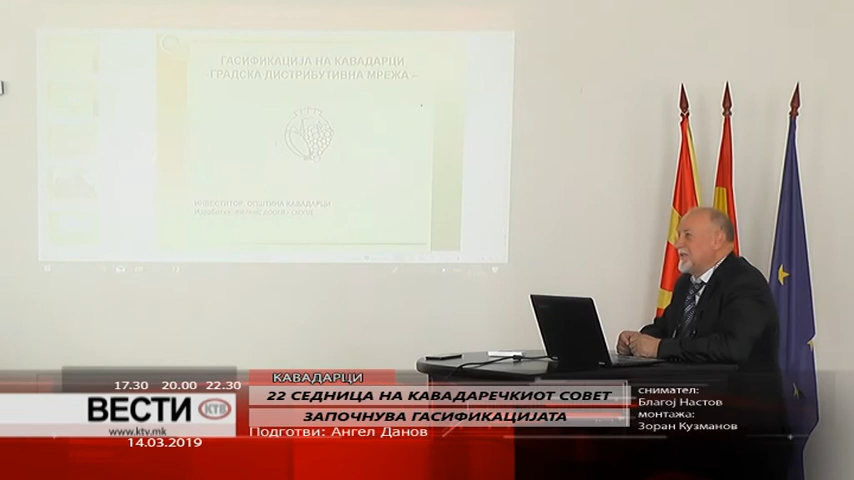 ГАСИФИКАЦИЈА НА КАВАДАРЦИ
ГРАДСКА ДИСТРИБУТИВНА МРЕЖА –
ИНВЕСТИТОР: ОПШТИНА КАВАДАРЦИ
КАВАДАРЦИ
17.30 20.00 22.30
22 СЕДНИЦА НА КАВАДАРЕЧКИОТ СОВЕТ
ЗАПОЧНУВА ГАСИФИКАЦИЈАТА
ВЕСТИ КТВ
www.ktv.mk
14.03.2019
Подготви: Ангел Данов
сниматeл:
Благој Настов
монтажа:
Зоран Кузманов